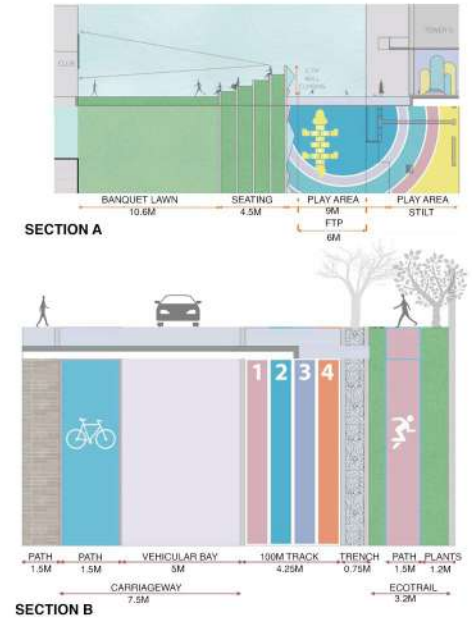 CLUB
TOWER
WALL
CLIMBING
BANQUET LAWN SEATING PLAY AREA PLAY AREA
10.6M 4.5M 9M STILT
FTP
6M
SECTION A
1 2 3 4
PATH PATH VEHICULAR BAY 100M TRACK TRENCH PATH PLANTS
1.5M 1.5M 5M 4.25M 0.75M 1.5M 1.2M
CARRIAGEWAY ECOTRAIL
7.5M 3.2M
SECTION B